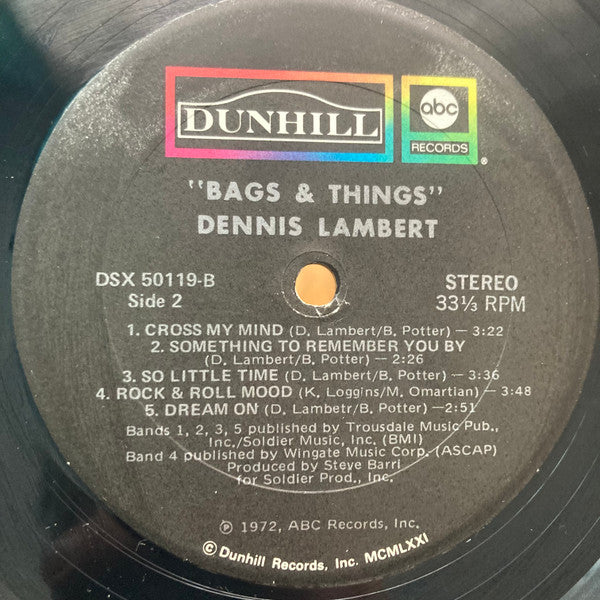 DUNHILL
abc
RECORDS
®
"BAGS & THINGS"
DENNIS LAMBERT
DSX 50119-B
STEREO
Side 2
33⅓ RPM
1. CROSS MY MIND (D. Lambert/B. Potter) — 3:22
2. SOMETHING TO REMEMBER YOU BY
(D. Lambert/B. Potter) — 2:26
3. SO LITTLE TIME (D. Lambert/B. Potter) — 3:36
4. ROCK & ROLL MOOD (K. Loggins/M. Omartian) — 3:48
5. DREAM ON (D. Lambetr/B. Potter) — 2:51
Bands 1, 2, 3, 5 published by Trousdale Music Pub.,
Inc./Soldier Music, Inc. (BMI)
Band 4 published by Wingate Music Corp. (ASCAP)
Produced by Steve Barri
for Soldier Prod., Inc.
℗ 1972, ABC Records, Inc.
© Dunhill Records, Inc. MCMLXXI